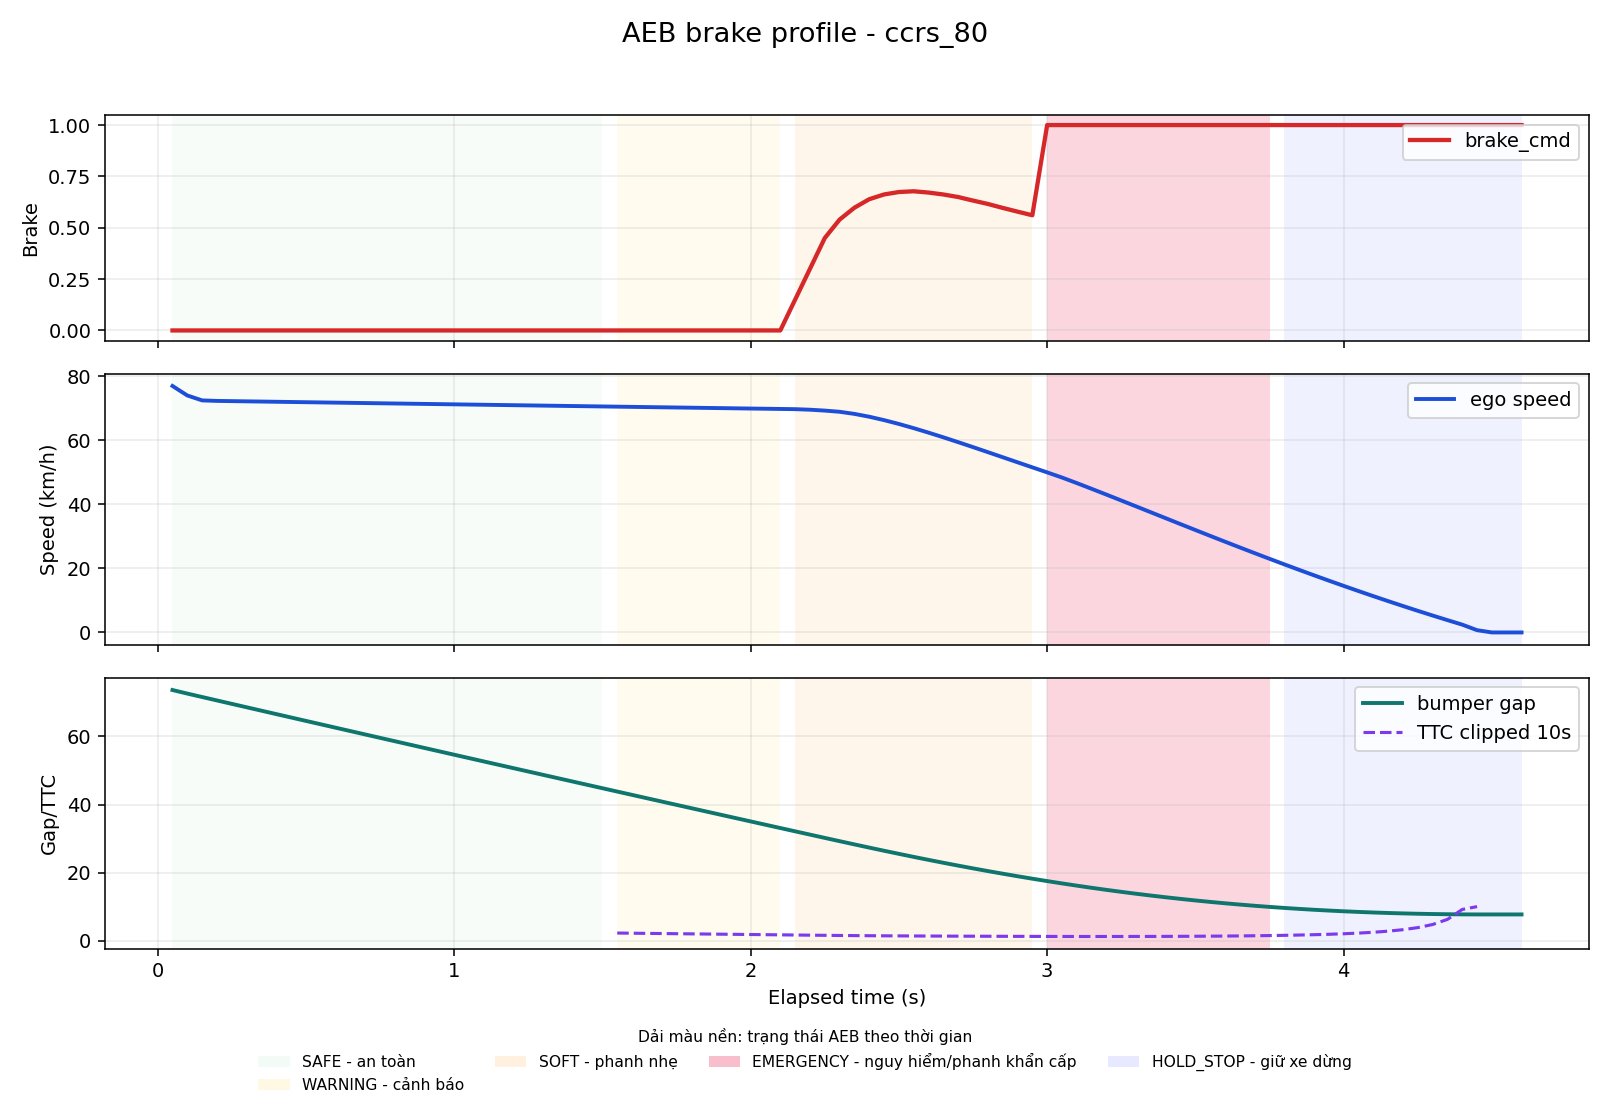 AEB brake profile - ccrs_80
1.00
0.75
0.50
0.25
0.00
Brake
brake_cmd
80
60
40
20
0
Speed (km/h)
ego speed
60
40
20
0
Gap/TTC
bumper gap
TTC clipped 10s
0 1 2 3 4
Elapsed time (s)
Dải màu nền: trạng thái AEB theo thời gian
SAFE - an toàn SOFT - phanh nhẹ EMERGENCY - nguy hiểm/phanh khẩn cấp HOLD_STOP - giữ xe dừng
WARNING - cảnh báo